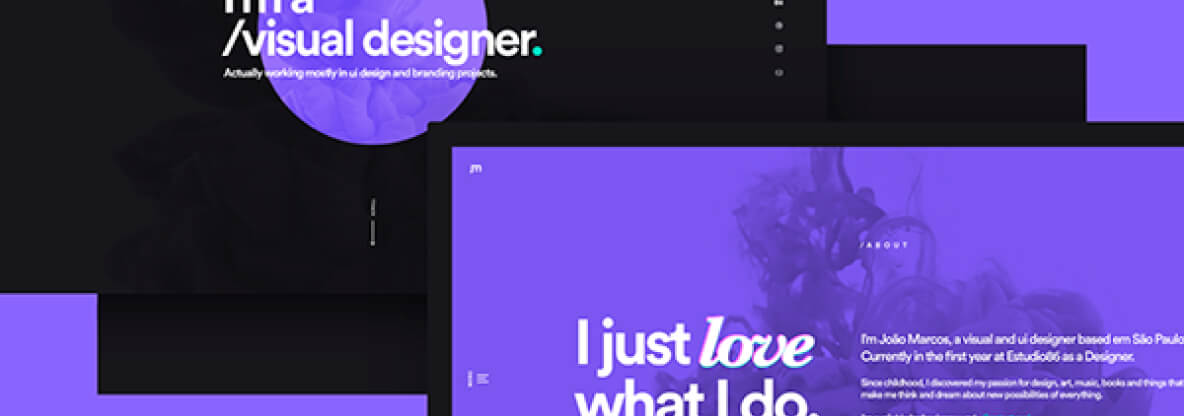 I'm a
/visual designer.
Actually working mostly in ui design and branding projects.
jm
/ABOUT
I just love
what I do.
I'm João Marcos, a visual and ui designer based em São Paulo
Currently in the first year at Estudio86 as a Designer.
Since childhood, I discovered my passion for design, art, music, books and things that
make me think and dream about new possibilities of everything.